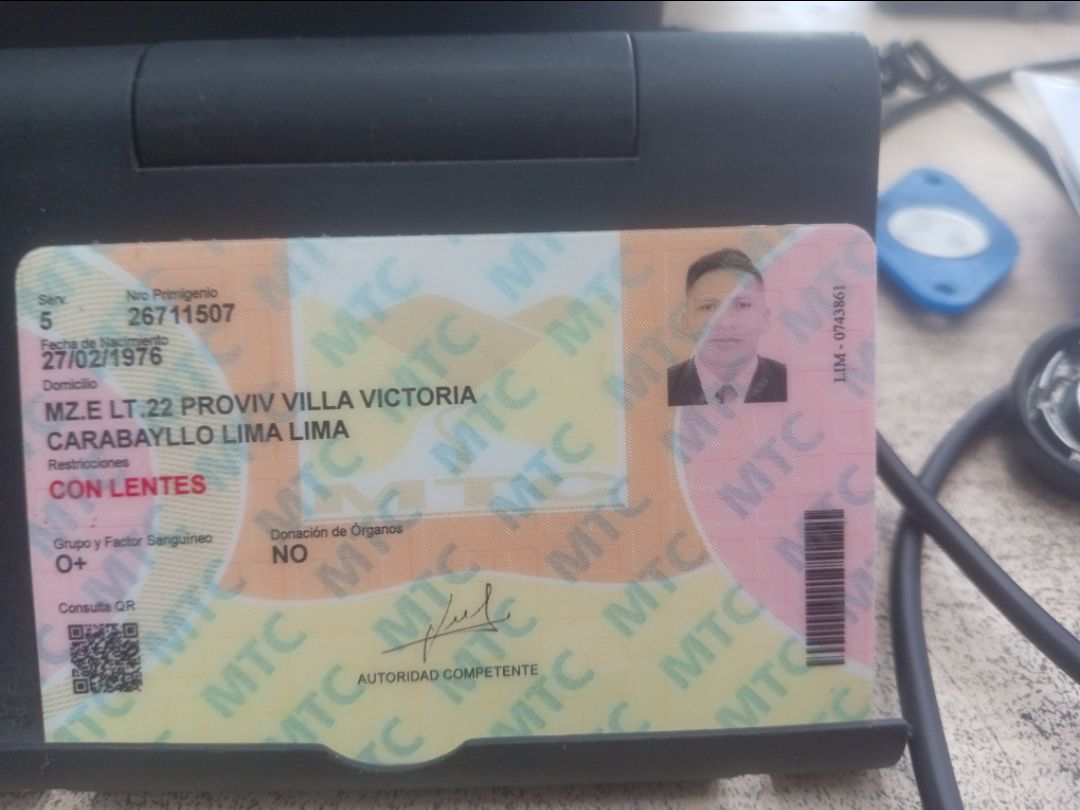 Serv.
Nro Primigenio
5
26711507
Fecha de Nacimiento
27/02/1976
Domicilio
MZ.E LT.22 PROVIV VILLA VICTORIA
CARABAYLLO LIMA LIMA
Restricciones
CON LENTES
Grupo y Factor Sanguineo
O+
Donación de Órganos
NO
Consulta QR
AUTORIDAD COMPETENTE
LIM - 0743861
MTC